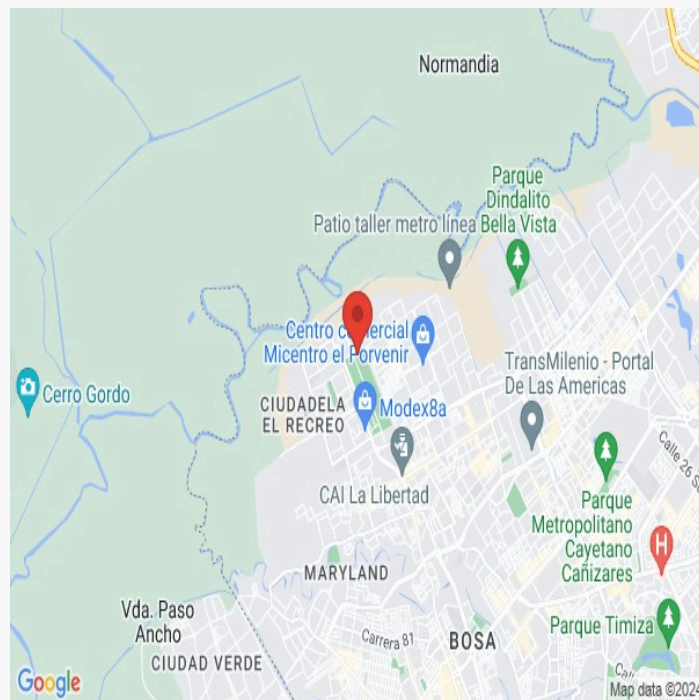 Normandia
Parque
Dindalito
Bella Vista
Patio taller metro línea
Centro comercial
Micentro el Porvenir
TransMilenio - Portal
De Las Americas
Cerro Gordo
CIUDADELA
EL RECREO
Modex8a
Calle 26 S
CAI La Libertad
Parque
Metropolitano
Cayetano
Cañizares
H
MARYLAND
Vda. Paso
Ancho
Carrera 81
BOSA
Parque Timiza
CIUDAD VERDE
Google
Map data ©2024